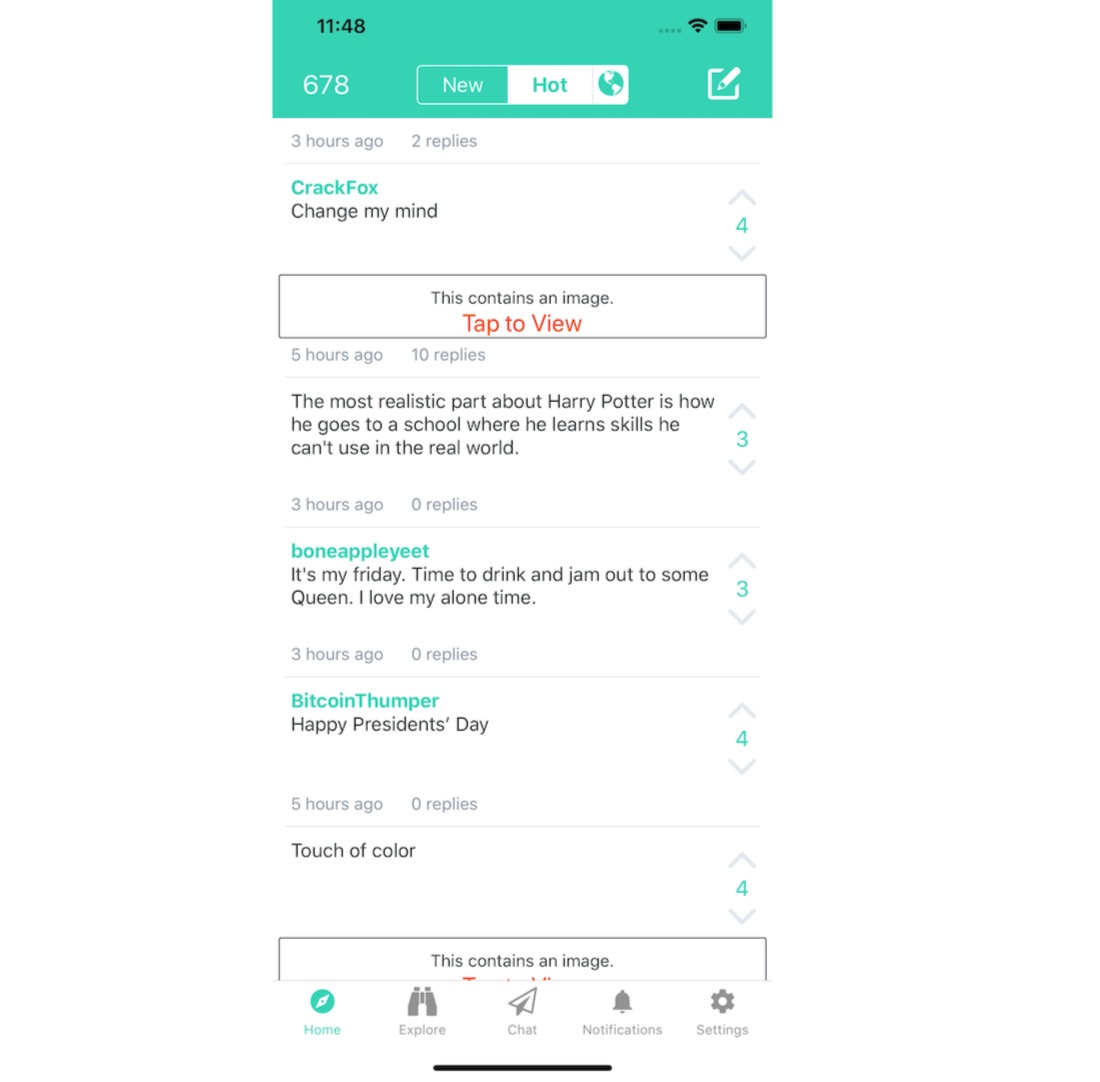 11:48
678 New Hot
3 hours ago 2 replies
CrackFox
Change my mind
4
This contains an image.
Tap to View
5 hours ago 10 replies
The most realistic part about Harry Potter is how
he goes to a school where he learns skills he
can't use in the real world.
3
3 hours ago 0 replies
boneappleyeet
It's my friday. Time to drink and jam out to some
Queen. I love my alone time.
3
3 hours ago 0 replies
BitcoinThumper
Happy Presidents’ Day
4
5 hours ago 0 replies
Touch of color
4
This contains an image.
Home Explore Chat Notifications Settings